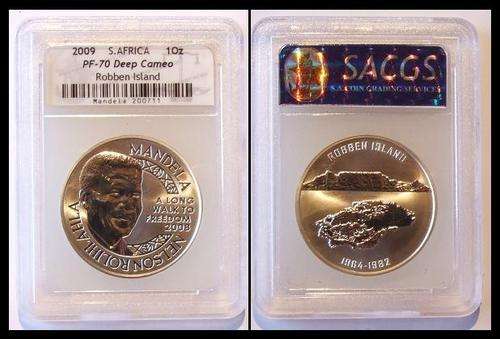 2009 S.AFRICA 1Oz
PF-70 Deep Cameo
Robben Island
Mandela 200711
MANDELA
A LONG
WALK TO
FREEDOM
2008
NELSON ROLIHLAHLA
SACGS
S.A COIN GRADING SERVICES
ROBBEN ISLAND
1964-1982